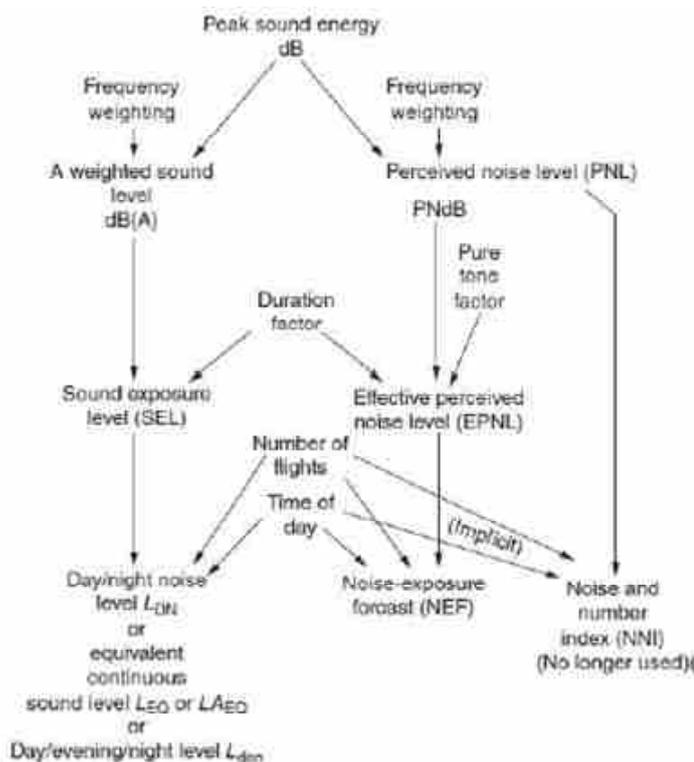 Peak sound energy
dB
Frequency
weighting
Frequency
weighting
A weighted sound
level
dB(A)
Perceived noise level (PNL)
PNdB
Pure
tone
factor
Duration
factor
Sound exposure
level (SEL)
Effective perceived
noise level (EPNL)
Number of
flights
Time of
day
(Implicit)
Day/night noise
level LDN
or
equivalent
continuous
sound level LEQ or LAEQ
or
Day/evening/night level Lden
Noise-exposure
forcast (NEF)
Noise and
number
index (NNI)
(No longer used)(